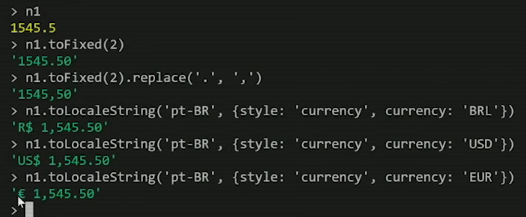 > n1
1545.5
> n1.toFixed(2)
'1545.50'
> n1.toFixed(2).replace('.', ',')
'1545,50'
> n1.toLocaleString('pt-BR', {style: 'currency', currency: 'BRL'})
'R$ 1,545.50'
> n1.toLocaleString('pt-BR', {style: 'currency', currency: 'USD'})
'US$ 1,545.50'
> n1.toLocaleString('pt-BR', {style: 'currency', currency: 'EUR'})
'€ 1,545.50'
>